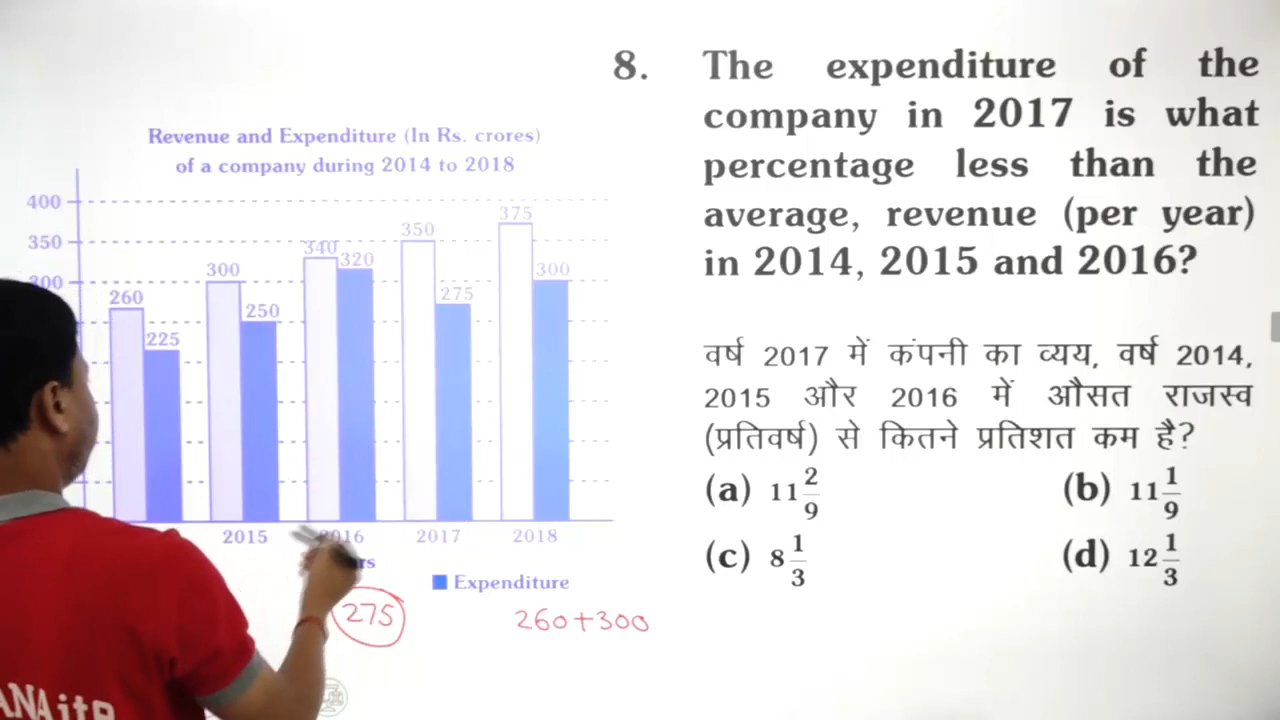 8. The expenditure of the
company in 2017 is what
percentage less than the
average, revenue (per year)
in 2014, 2015 and 2016?
वर्ष 2017 में कंपनी का व्यय, वर्ष 2014,
2015 और 2016 में औसत राजस्व
(प्रतिवर्ष) से कितने प्रतिशत कम है?
(a) 11 2/9 (b) 11 1/9
(c) 8 1/3 (d) 12 1/3
Revenue and Expenditure (In Rs. crores)
of a company during 2014 to 2018
400
350
300
260 225 300 250 340 320 350 275 375 300
2015 2016 2017 2018
Expenditure
275 260+300